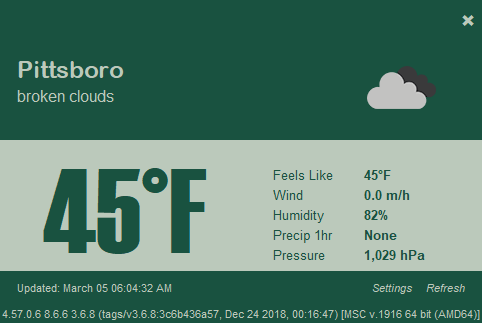 ✖
Pittsboro
broken clouds
45°F
Feels Like 45°F
Wind 0.0 m/h
Humidity 82%
Precip 1hr None
Pressure 1,029 hPa
Updated: March 05 06:04:32 AM Settings Refresh
4.57.0.6 8.6.6 3.6.8 (tags/v3.6.8:3c6b436a57, Dec 24 2018, 00:16:47) [MSC v.1916 64 bit (AMD64)]